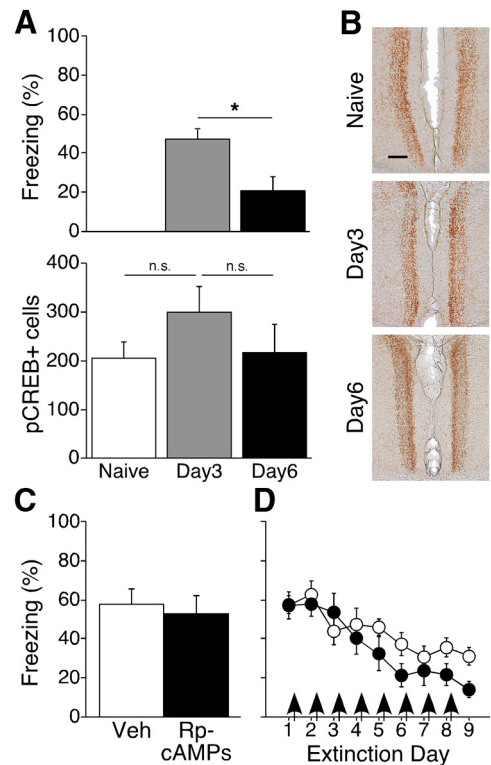 A
B
100
80
60
40
20
0
Freezing (%)
*
Naive
400
300
200
100
0
pCREB+ cells
n.s.
n.s.
Naive
Day3
Day6
Day3
Day6
C
D
100
80
60
40
20
0
Freezing (%)
Veh
Rp-
cAMPs
1 2 3 4 5 6 7 8 9
Extinction Day